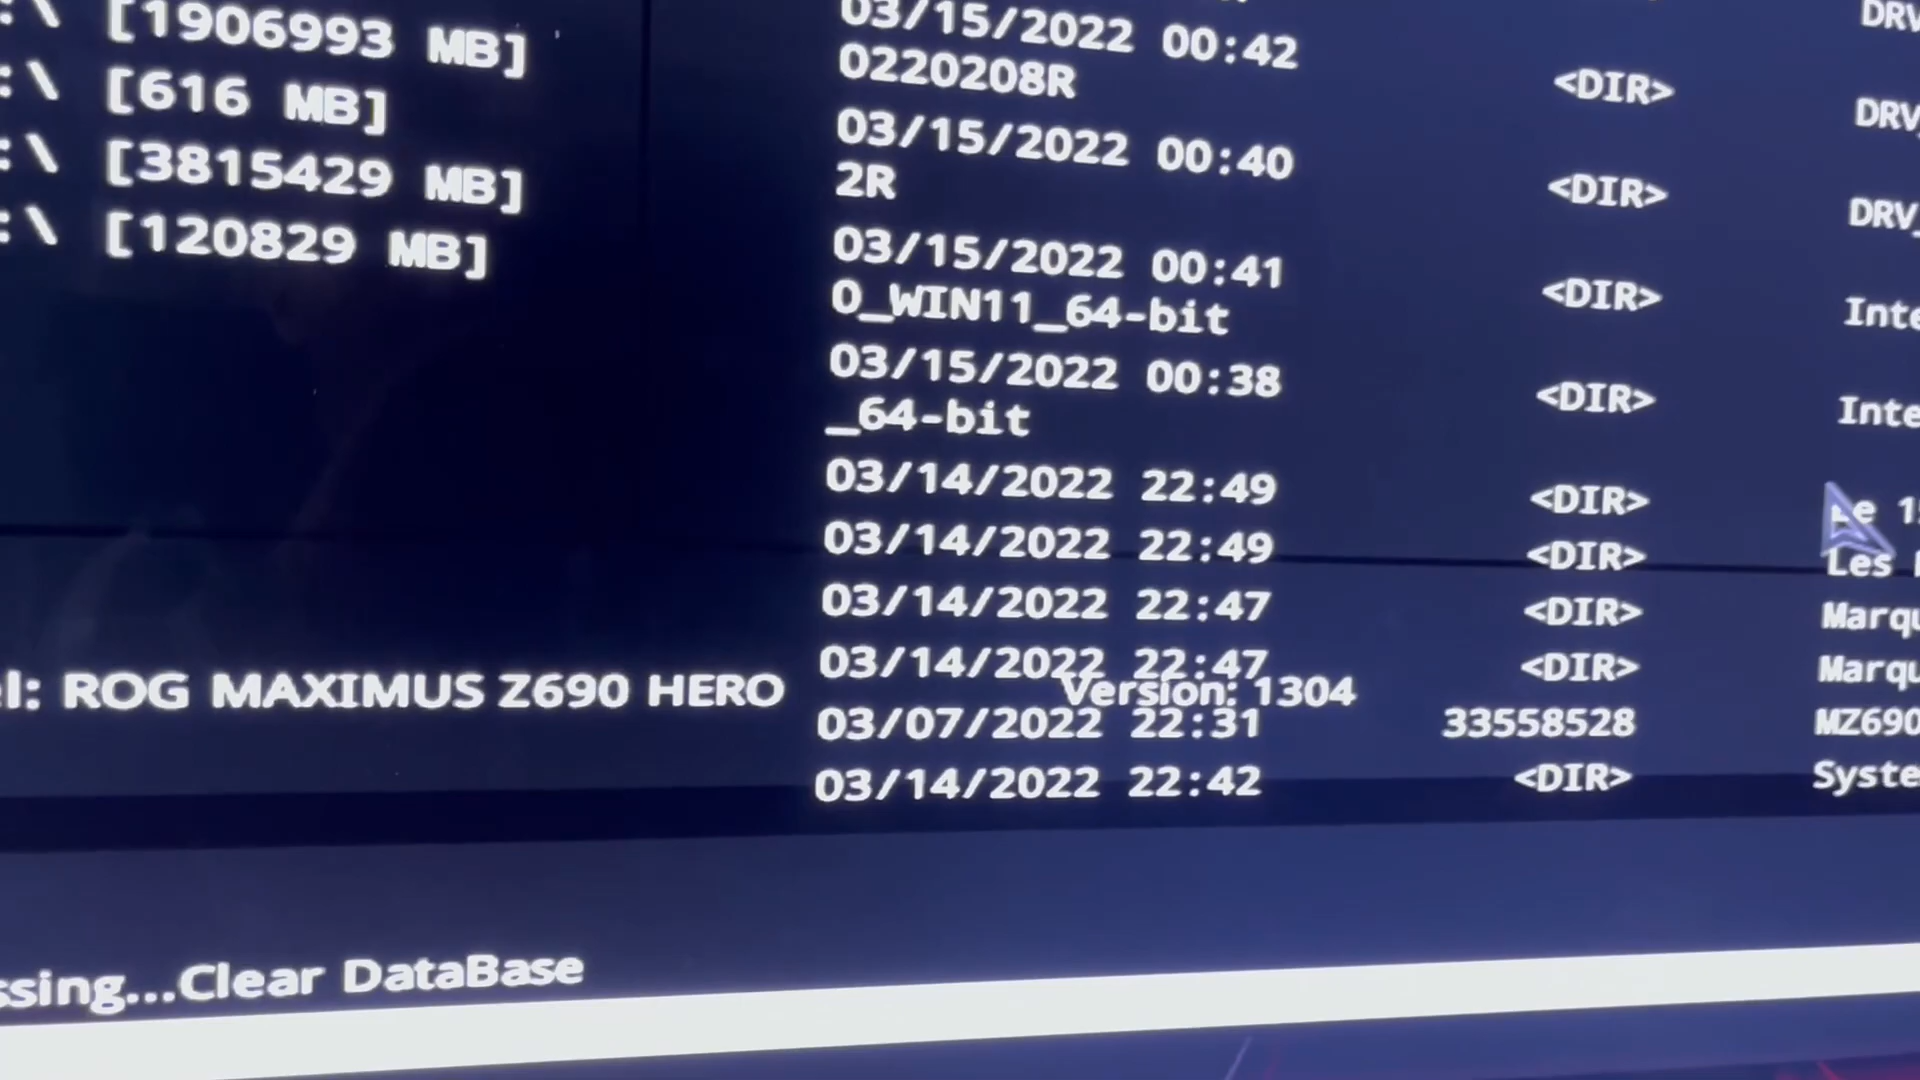 :\ [1906993 MB]
:\ [616 MB]
:\ [3815429 MB]
:\ [120829 MB]
03/15/2022 00:42 <DIR> DRV
0220208R
03/15/2022 00:40 <DIR> DRV_
2R
03/15/2022 00:41 <DIR> Inte
0_WIN11_64-bit
03/15/2022 00:38 <DIR> Inte
_64-bit
03/14/2022 22:49 <DIR> Le 1
03/14/2022 22:49 <DIR> Les
03/14/2022 22:47 <DIR> Marqu
03/14/2022 22:47 <DIR> Marqu
03/07/2022 22:31 33558528 MZ690
03/14/2022 22:42 <DIR> Syste
l: ROG MAXIMUS Z690 HERO Version: 1304
ssing...Clear DataBase